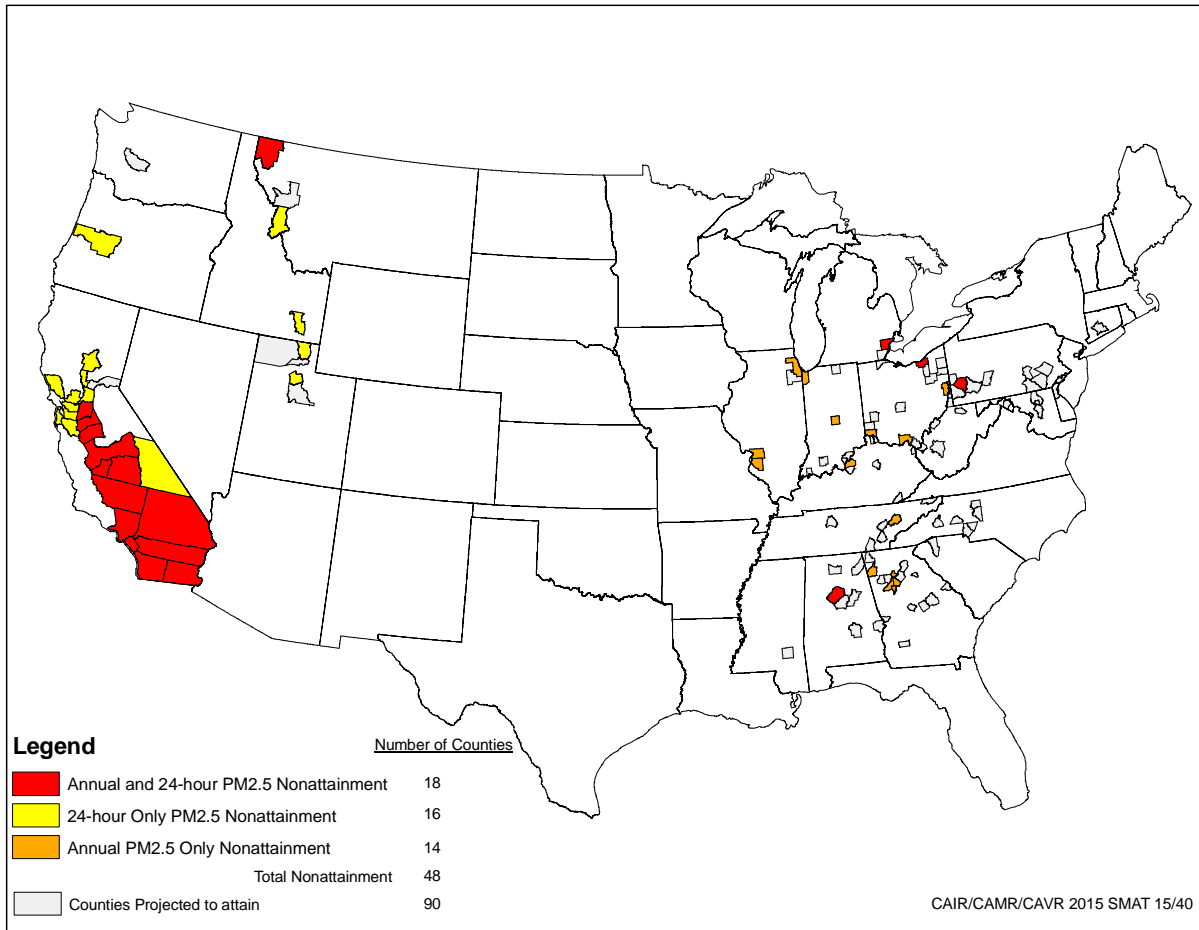 Legend
Number of Counties
Annual and 24-hour PM2.5 Nonattainment 18
24-hour Only PM2.5 Nonattainment 16
Annual PM2.5 Only Nonattainment 14
Total Nonattainment 48
Counties Projected to attain 90
CAIR/CAMR/CAVR 2015 SMAT 15/40